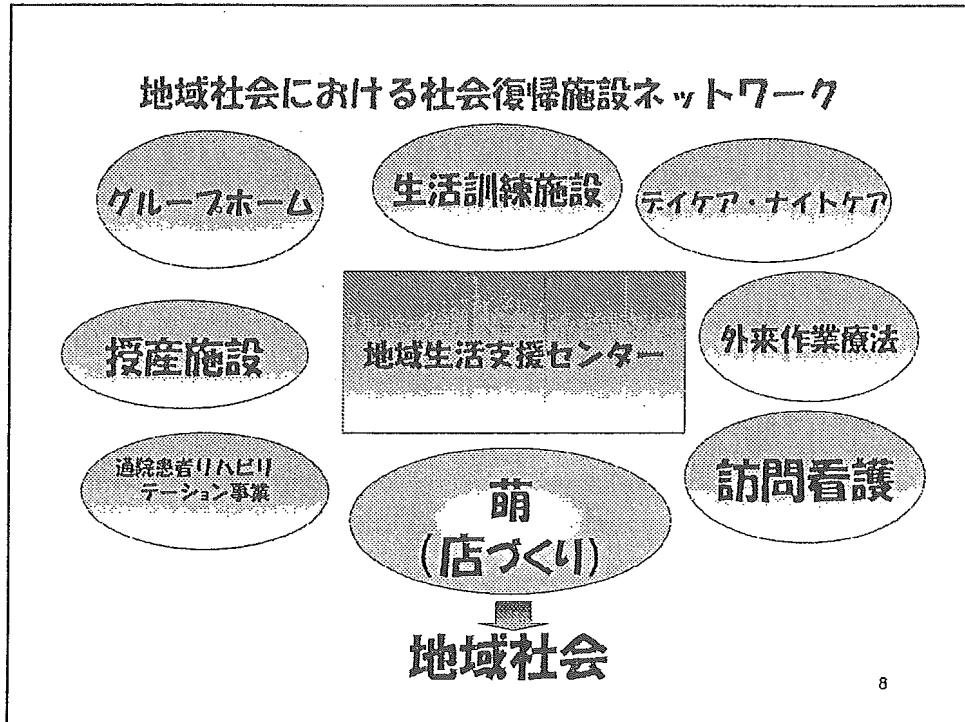 地域社会における社会復帰施設ネットワーク
グループホーム
生活訓練施設
デイケア・ナイトケア
授産施設
地域生活支援センター
外来作業療法
通院患者リハビリ
テーション事業
萌
(店づくり)
訪問看護
地域社会
8